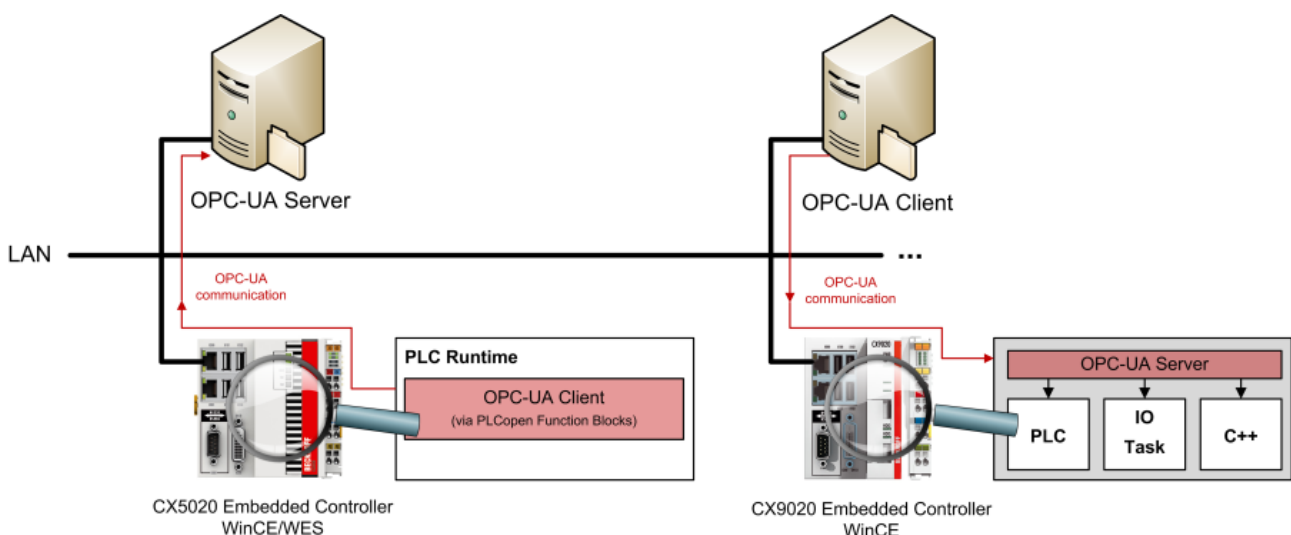 OPC-UA Server
OPC-UA Client
LAN
...
OPC-UA
communication
OPC-UA
communication
PLC Runtime
OPC-UA Client
(via PLCopen Function Blocks)
CX9020
OPC-UA Server
PLC
IO
Task
C++
CX5020 Embedded Controller
WinCE/WES
CX9020 Embedded Controller
WinCE